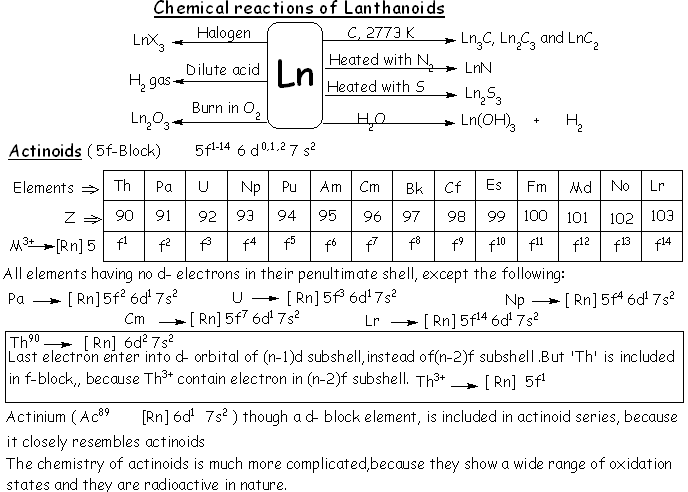 Chemical reactions of Lanthanoids
LnX₃ Halogen Ln C, 2773 K Ln₃C, Ln₂C₃ and LnC₂
H₂ gas Dilute acid Heated with N₂ LnN
Heated with S Ln₂S₃
Ln₂O₃ Burn in O₂ H₂O Ln(OH)₃ + H₂
Actinoids ( 5f-Block) 5f¹⁻¹⁴ 6 d⁰,¹,² 7 s²
Elements ⇒ Th Pa U Np Pu Am Cm Bk Cf Es Fm Md No Lr
Z ⇒ 90 91 92 93 94 95 96 97 98 99 100 101 102 103
M³⁺→[Rn] 5 f¹ f² f³ f⁴ f⁵ f⁶ f⁷ f⁸ f⁹ f¹⁰ f¹¹ f¹² f¹³ f¹⁴
All elements having no d- electrons in their penultimate shell, except the following:
Pa → [ Rn] 5f² 6d¹ 7s² U → [ Rn] 5f³ 6d¹ 7s² Np → [ Rn] 5f⁴ 6d¹ 7s²
Cm → [ Rn] 5f⁷ 6d¹ 7s² Lr → [ Rn] 5f¹⁴ 6d¹ 7s²
Th⁹⁰ → [ Rn] 6d² 7s²
Last electron enter into d- orbital of (n-1)d subshell,instead of(n-2)f subshell .But 'Th' is included
in f-block,, because Th³⁺ contain electron in (n-2)f subshell. Th³⁺ → [ Rn] 5f¹
Actinium ( Ac⁸⁹ [Rn] 6d¹ 7s² ) though a d- block element, is included in actinoid series, because
it closely resembles actinoids
The chemistry of actinoids is much more complicated,because they show a wide range of oxidation
states and they are radioactive in nature.